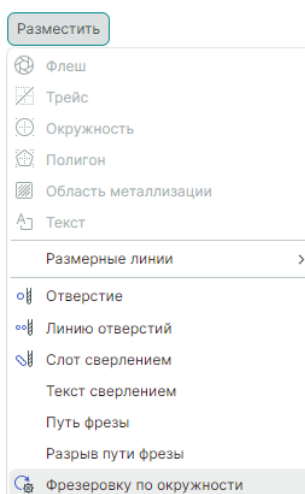 Разместить
Флеш
Трейс
Окружность
Полигон
Область металлизации
Текст
Размерные линии
Отверстие
Линию отверстий
Слот сверлением
Текст сверлением
Путь фрезы
Разрыв пути фрезы
Фрезеровку по окружности